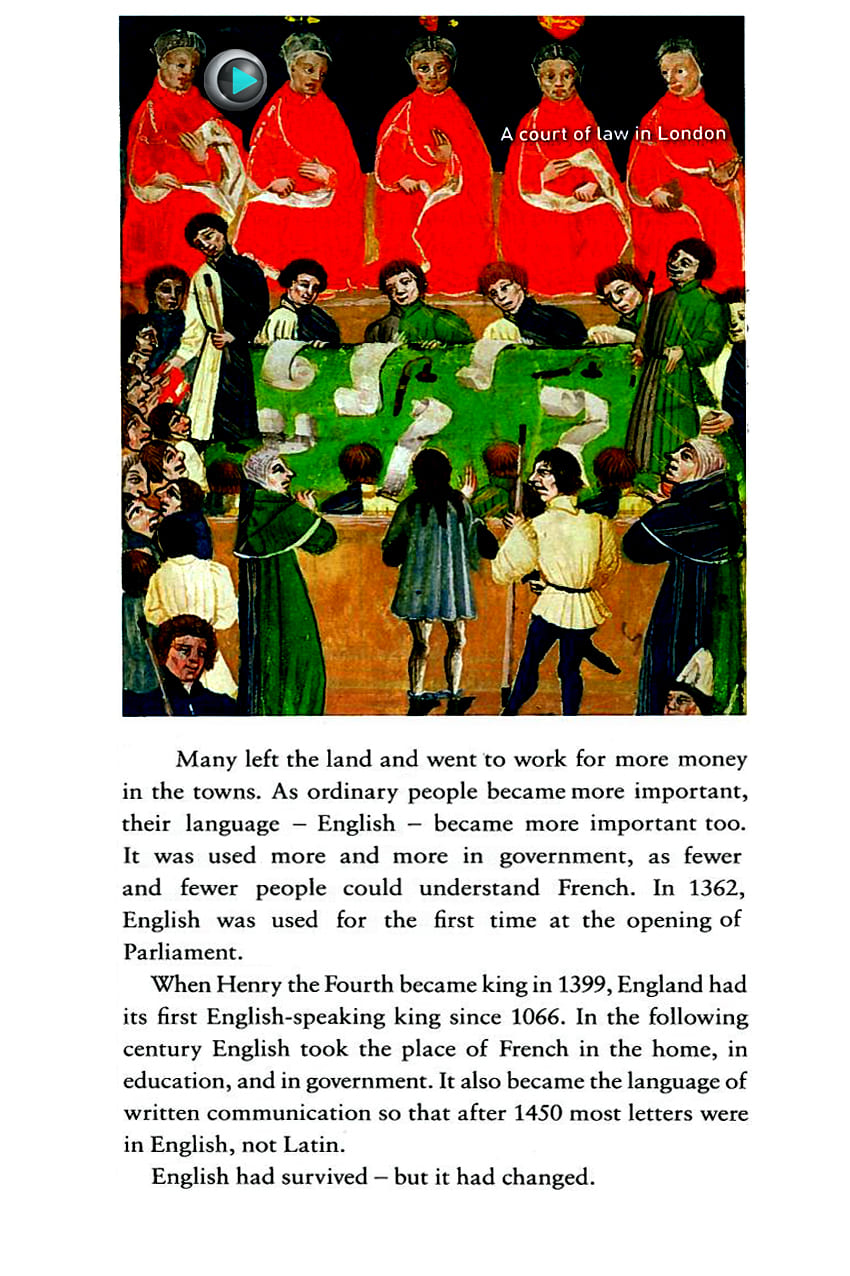 A court of law in London
Many left the land and went to work for more money
in the towns. As ordinary people became more important,
their language – English – became more important too.
It was used more and more in government, as fewer
and fewer people could understand French. In 1362,
English was used for the first time at the opening of
Parliament.
When Henry the Fourth became king in 1399, England had
its first English-speaking king since 1066. In the following
century English took the place of French in the home, in
education, and in government. It also became the language of
written communication so that after 1450 most letters were
in English, not Latin.
English had survived – but it had changed.